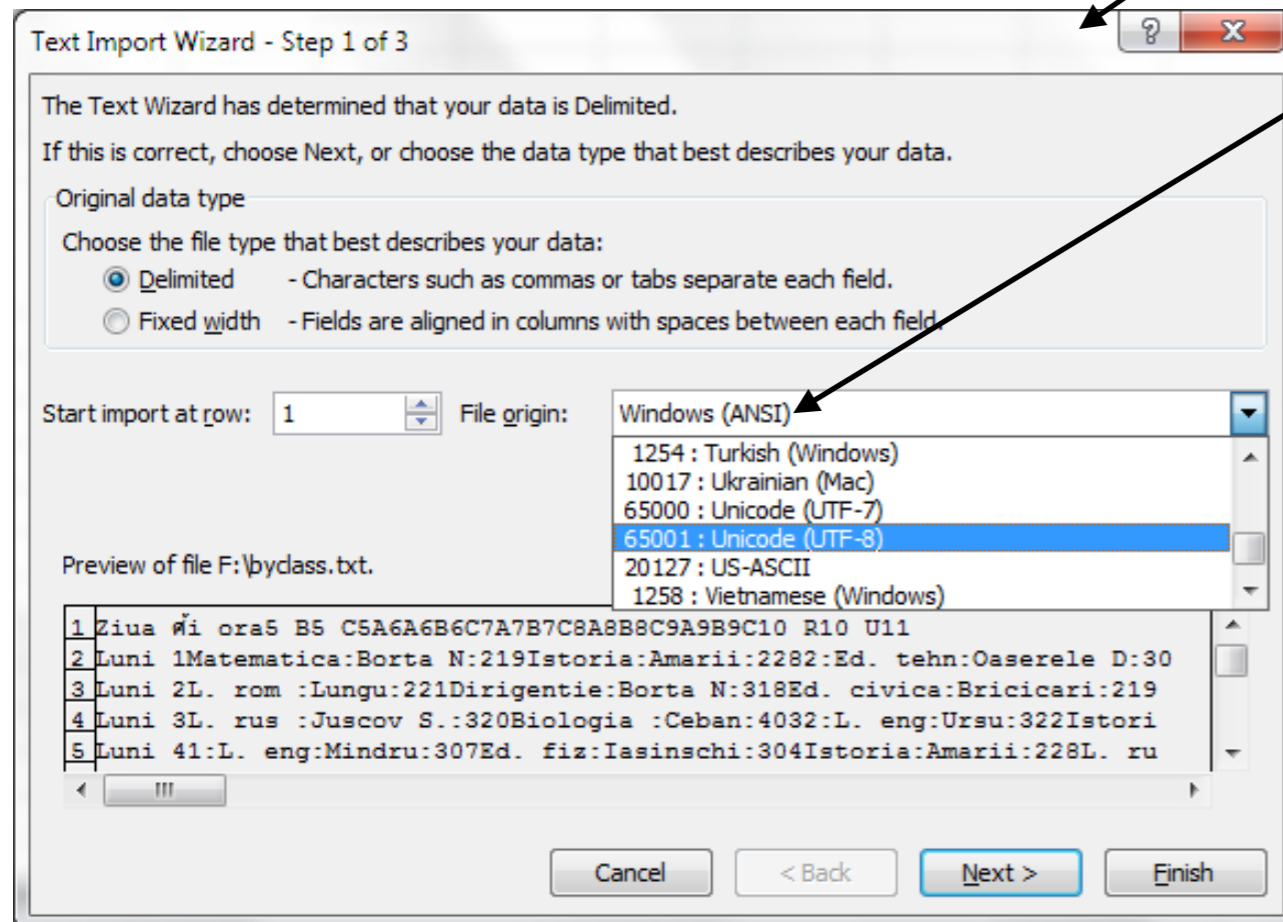 Text Import Wizard - Step 1 of 3
The Text Wizard has determined that your data is Delimited.
If this is correct, choose Next, or choose the data type that best describes your data.
Original data type
Choose the file type that best describes your data:
Delimited - Characters such as commas or tabs separate each field.
Fixed width - Fields are aligned in columns with spaces between each field.
Start import at row: 1 File origin: Windows (ANSI)
1254 : Turkish (Windows)
10017 : Ukrainian (Mac)
65000 : Unicode (UTF-7)
65001 : Unicode (UTF-8)
20127 : US-ASCII
1258 : Vietnamese (Windows)
Preview of file F:\byclass.txt.
1 Ziua ora5 B5 C5A6A6B6C7A7B7C8A8B8C9A9B9C10 R10 U11
2 Luni 1Matematica:Borta N:219Istoria:Amarii:2282:Ed. tehn:Oaserele D:30
3 Luni 2L. rom :Lungu:221Dirigentie:Borta N:318Ed. civica:Bricicari:219
4 Luni 3L. rus :Juscov S.:320Biologia :Ceban:4032:L. eng:Ursu:322Istori
5 Luni 41:L. eng:Mindru:307Ed. fiz:Iasinschi:304Istoria:Amarii:228L. ru
Cancel < Back Next > Finish